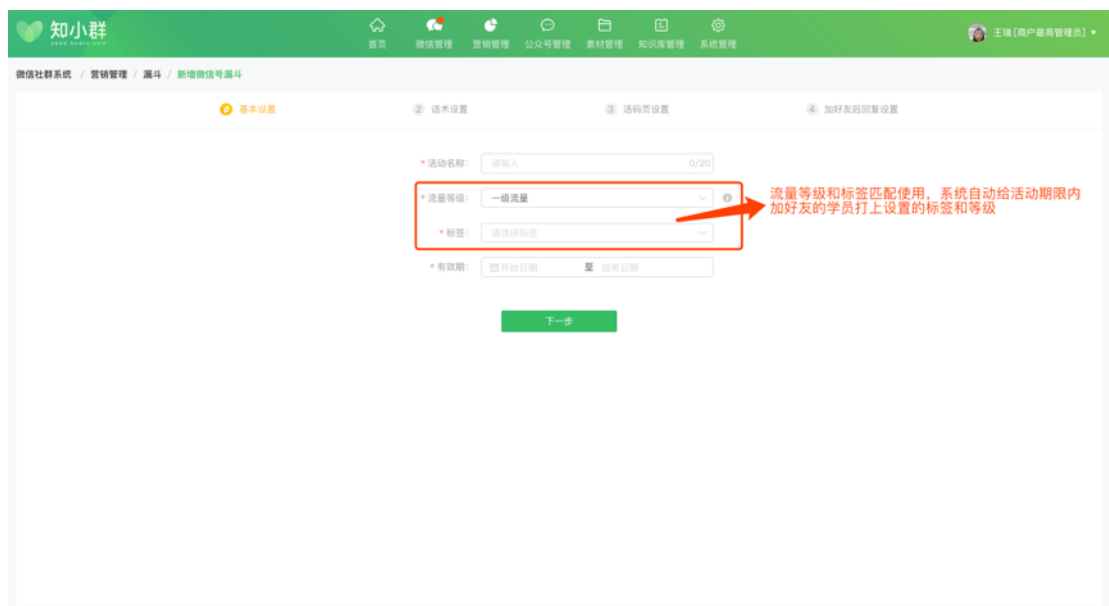 知小群
首页
微信管理
营销管理
公众号管理
素材管理
知识库管理
系统管理
王瑞[商户最高管理员]
微信社群系统 / 营销管理 / 漏斗 / 新增微信号漏斗
基本设置
2 话术设置
3 活码页设置
4 加好友后回复设置
* 活动名称: 请输入 0/20
* 流量等级: 一级流量
* 标签: 请选择标签
* 有效期: 开始日期 至 结束日期
流量等级和标签匹配使用，系统自动给活动期限内
加好友的学员打上设置的标签和等级
下一步